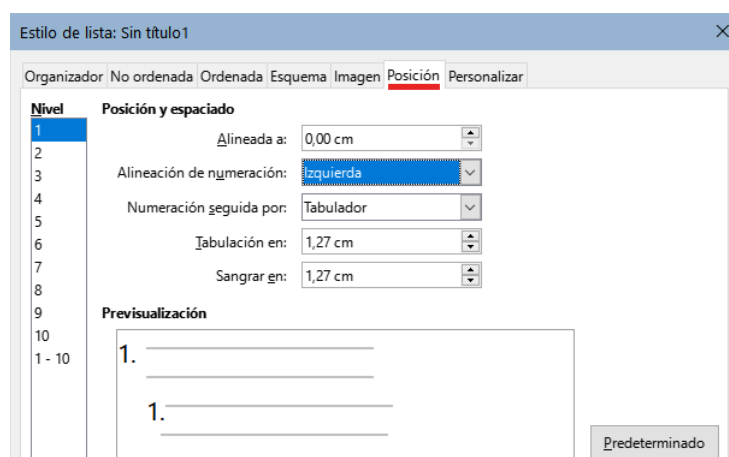 Estilo de lista: Sin título1
Organizador No ordenada Ordenada Esquema Imagen Posición Personalizar
Nivel
1
2
3
4
5
6
7
8
9
10
1 - 10
Posición y espaciado
Alineada a: 0,00 cm
Alineación de numeración: Izquierda
Numeración seguida por: Tabulador
Tabulación en: 1,27 cm
Sangrar en: 1,27 cm
Previsualización
1.
1.
Predeterminado